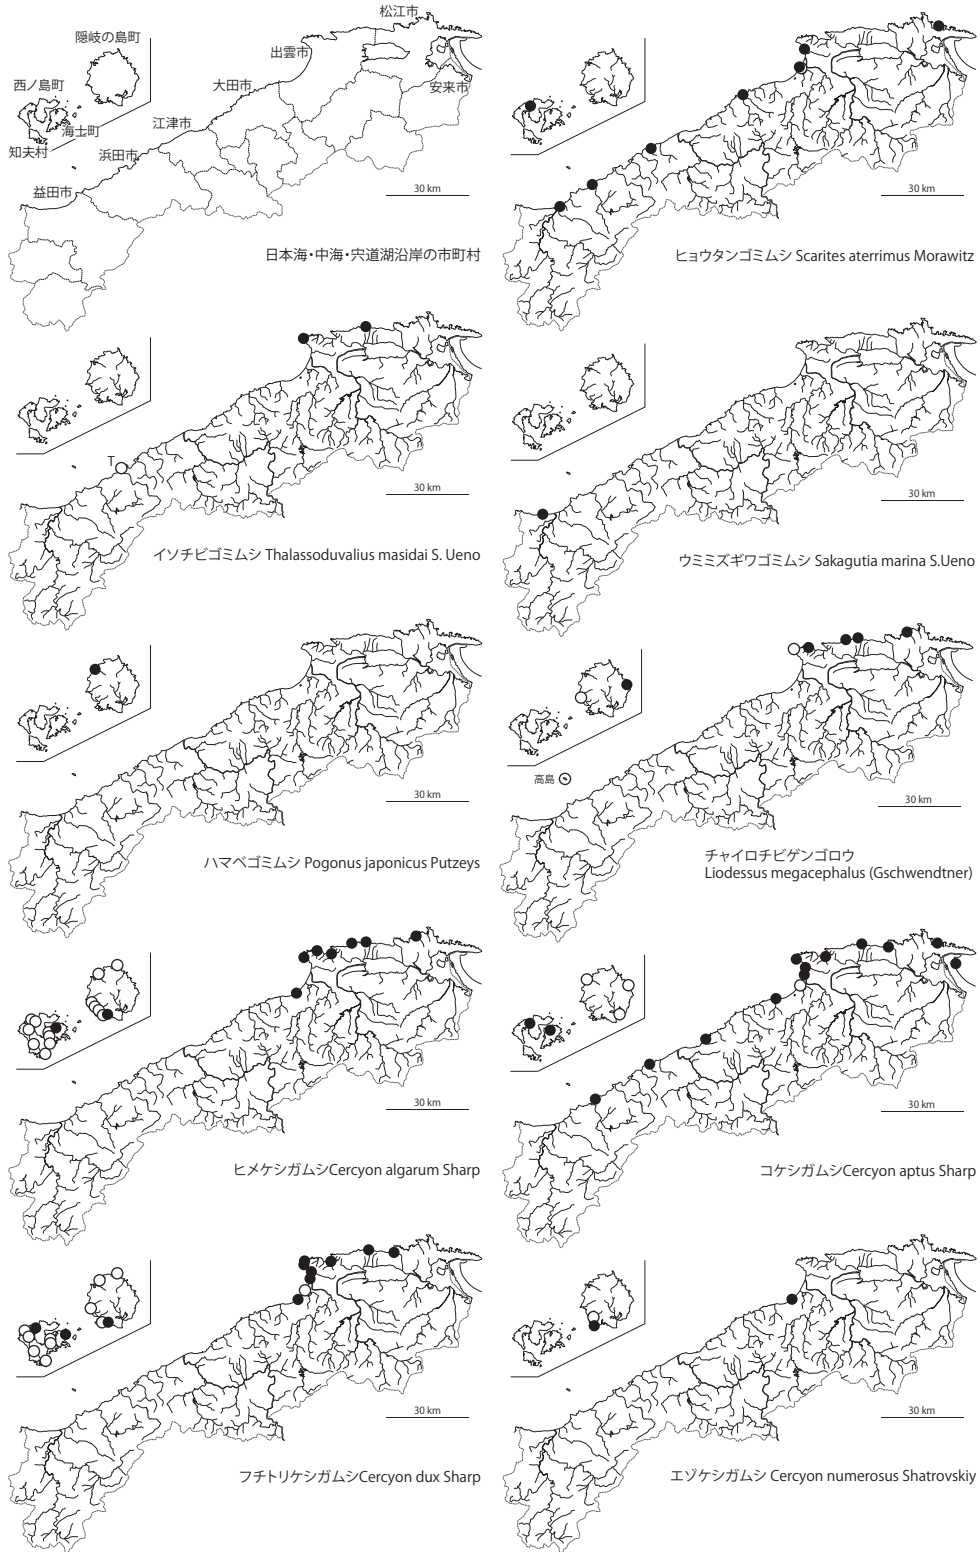 松江市
隠岐の島町
出雲市
西ノ島町
大田市
安来市
海士町
江津市
知夫村
浜田市
益田市
30 km
日本海・中海・宍道湖沿岸の市町村
30 km
ヒョウタンゴミムシ Scarites aterrimus Morawitz
T
30 km
イソチビゴミムシ Thalassoduvalius masidai S. Ueno
30 km
ウミミズギワゴミムシ Sakagutia marina S.Ueno
30 km
ハマベゴミムシ Pogonus japonicus Putzeys
高島
30 km
チャイロチビゲンゴロウ
Liodessus megacephalus (Gschwendtner)
30 km
ヒメケシガムシCercyon algarum Sharp
30 km
コケシガムシCercyon aptus Sharp
30 km
フチトリケシガムシCercyon dux Sharp
30 km
エゾケシガムシ Cercyon numerosus Shatrovskiy